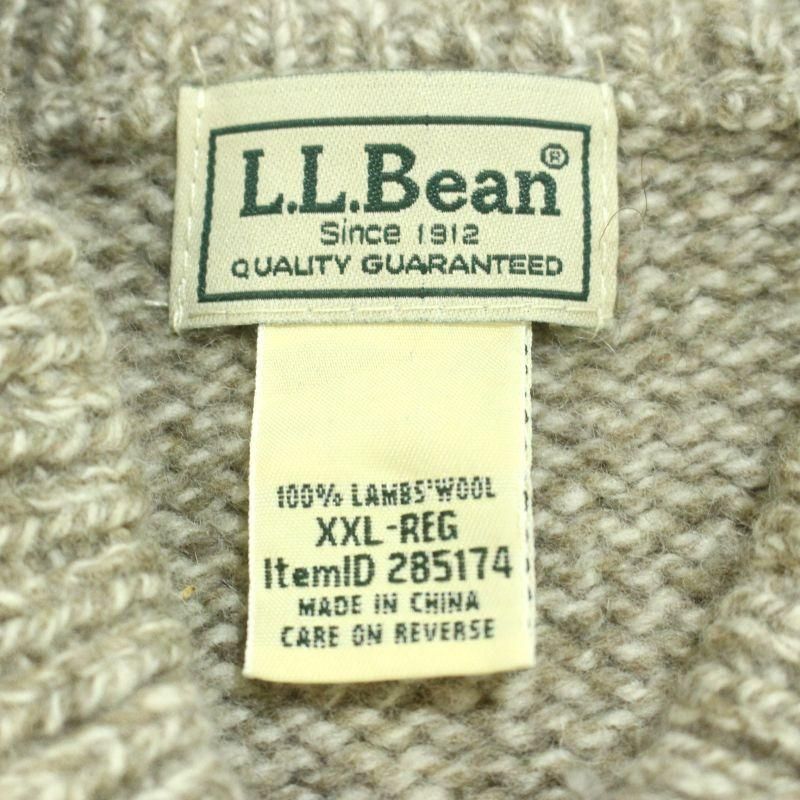 L.L.Bean®
Since 1912
QUALITY GUARANTEED
100% LAMBS' WOOL
XXL-REG
ItemID 285174
MADE IN CHINA
CARE ON REVERSE